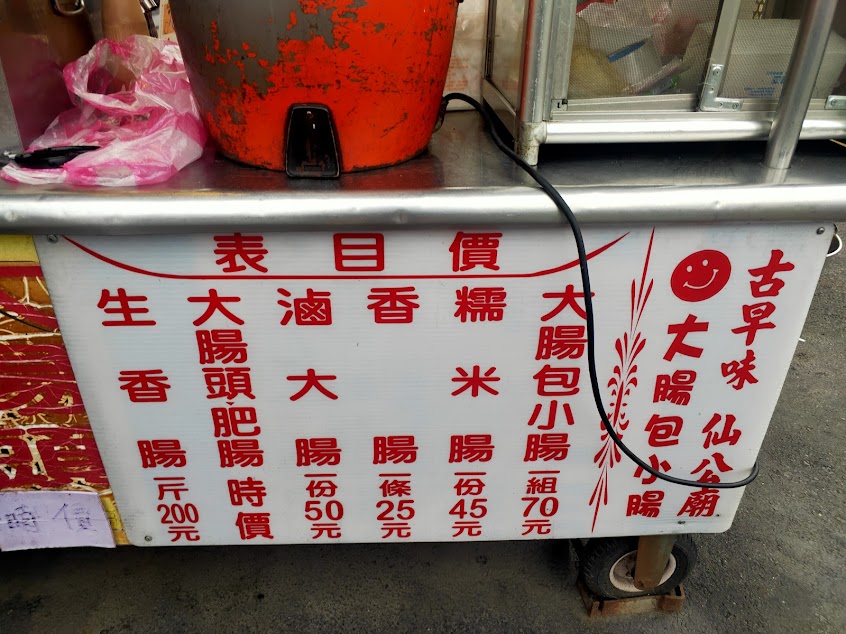 古早味 仙公廟
大腸包小腸
價目表
大腸包小腸一組70元
糯米腸一份45元
香腸一條25元
滷大腸一份50元
大腸頭、肥腸時價
生香腸一斤200元
時價